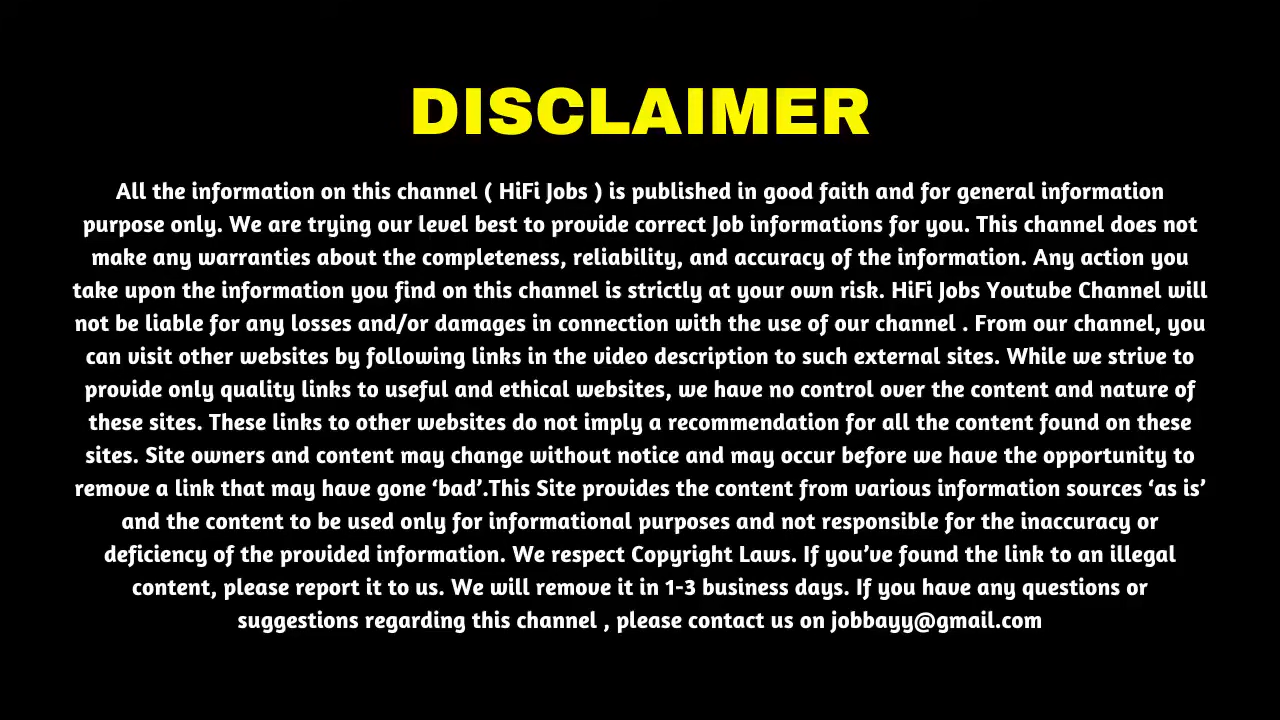 DISCLAIMER
All the information on this channel ( HiFi Jobs ) is published in good faith and for general information
purpose only. We are trying our level best to provide correct Job informations for you. This channel does not
make any warranties about the completeness, reliability, and accuracy of the information. Any action you
take upon the information you find on this channel is strictly at your own risk. HiFi Jobs Youtube Channel will
not be liable for any losses and/or damages in connection with the use of our channel . From our channel, you
can visit other websites by following links in the video description to such external sites. While we strive to
provide only quality links to useful and ethical websites, we have no control over the content and nature of
these sites. These links to other websites do not imply a recommendation for all the content found on these
sites. Site owners and content may change without notice and may occur before we have the opportunity to
remove a link that may have gone ‘bad’.This Site provides the content from various information sources ‘as is’
and the content to be used only for informational purposes and not responsible for the inaccuracy or
deficiency of the provided information. We respect Copyright Laws. If you’ve found the link to an illegal
content, please report it to us. We will remove it in 1-3 business days. If you have any questions or
suggestions regarding this channel , please contact us on jobbayy@gmail.com